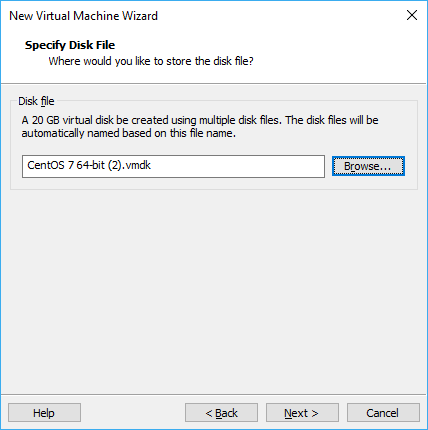 New Virtual Machine Wizard
Specify Disk File
Where would you like to store the disk file?
Disk file
A 20 GB virtual disk be created using multiple disk files. The disk files will be
automatically named based on this file name.
CentOS 7 64-bit (2).vmdk
Browse...
Help
< Back
Next >
Cancel